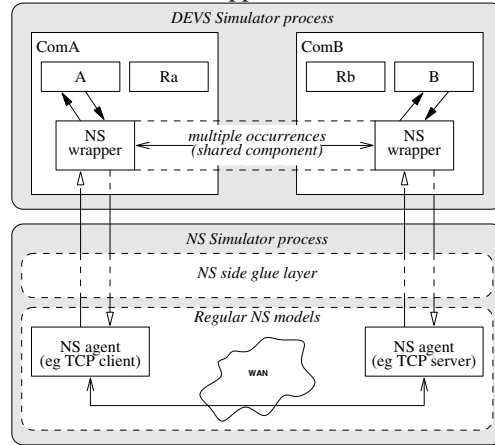 DEVS Simulator process
ComA
ComB
A
Ra
Rb
B
NS
wrapper
multiple occurrences
(shared component)
NS
wrapper
NS Simulator process
NS side glue layer
Regular NS models
NS agent
(eg TCP client)
WAN
NS agent
(eg TCP server)